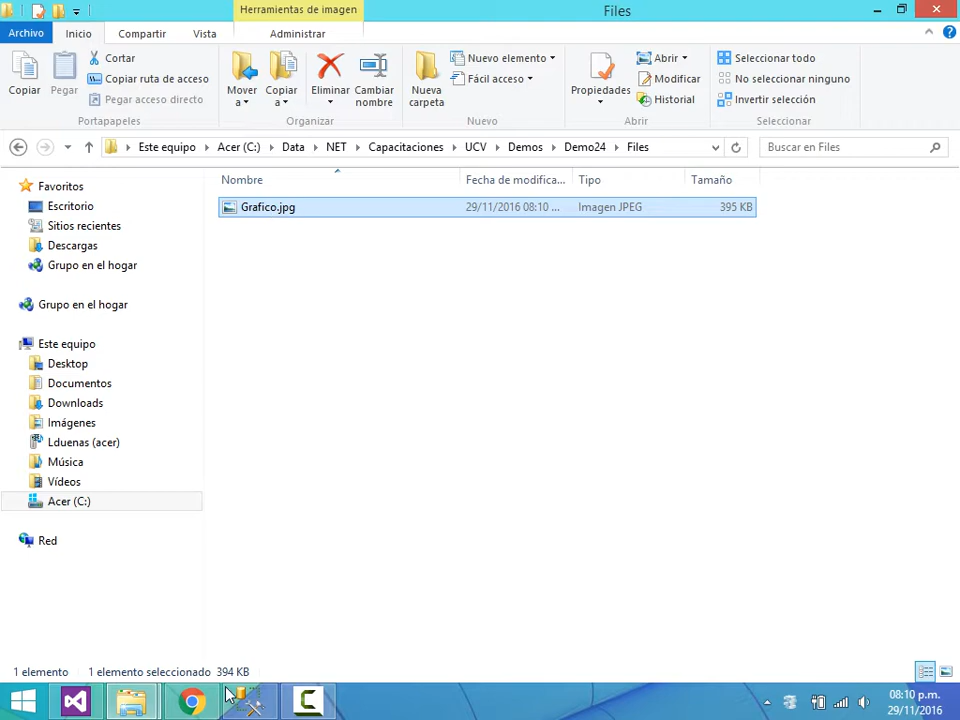 Herramientas de imagen
Files
Archivo
Inicio
Compartir
Vista
Administrar
Copiar
Pegar
Cortar
Copiar ruta de acceso
Pegar acceso directo
Portapapeles
Mover a
Copiar a
Eliminar
Cambiar nombre
Organizar
Nueva carpeta
Nuevo elemento
Fácil acceso
Nuevo
Propiedades
Abrir
Modificar
Historial
Abrir
Seleccionar todo
No seleccionar ninguno
Invertir selección
Seleccionar
Este equipo
Acer (C:)
Data
NET
Capacitaciones
UCV
Demos
Demo24
Files
Buscar en Files
Nombre
Fecha de modifica...
Tipo
Tamaño
Grafico.jpg
29/11/2016 08:10 ...
Imagen JPEG
395 KB
Favoritos
Escritorio
Sitios recientes
Descargas
Grupo en el hogar
Grupo en el hogar
Este equipo
Desktop
Documentos
Downloads
Imágenes
Lduenas (acer)
Música
Vídeos
Acer (C:)
Red
1 elemento
1 elemento seleccionado 394 KB
08:10 p.m.
29/11/2016